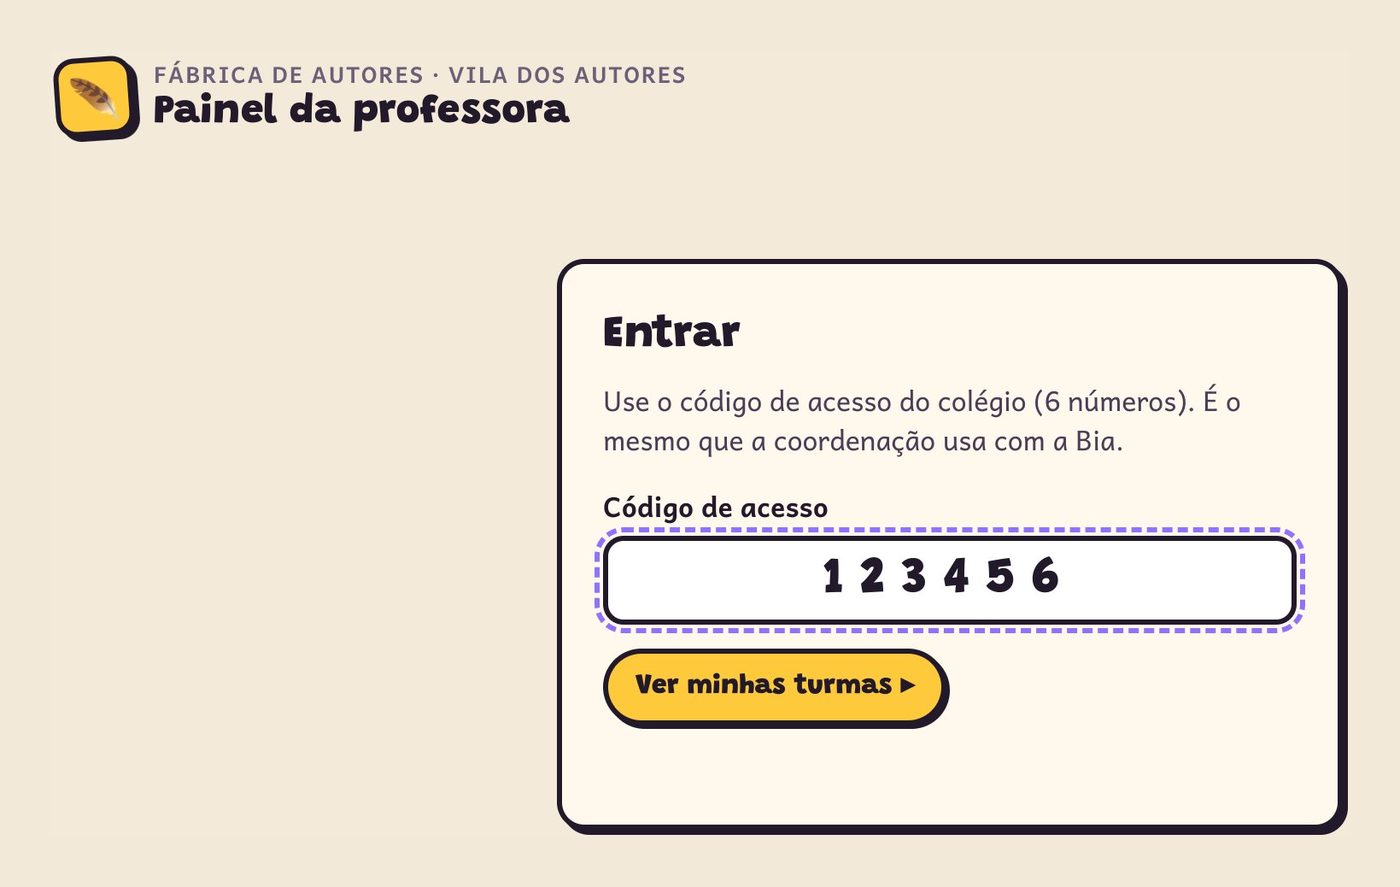 FÁBRICA DE AUTORES · VILA DOS AUTORES
Painel da professora
Entrar
Use o código de acesso do colégio (6 números). É o
mesmo que a coordenação usa com a Bia.
Código de acesso
1 2 3 4 5 6
Ver minhas turmas ▸